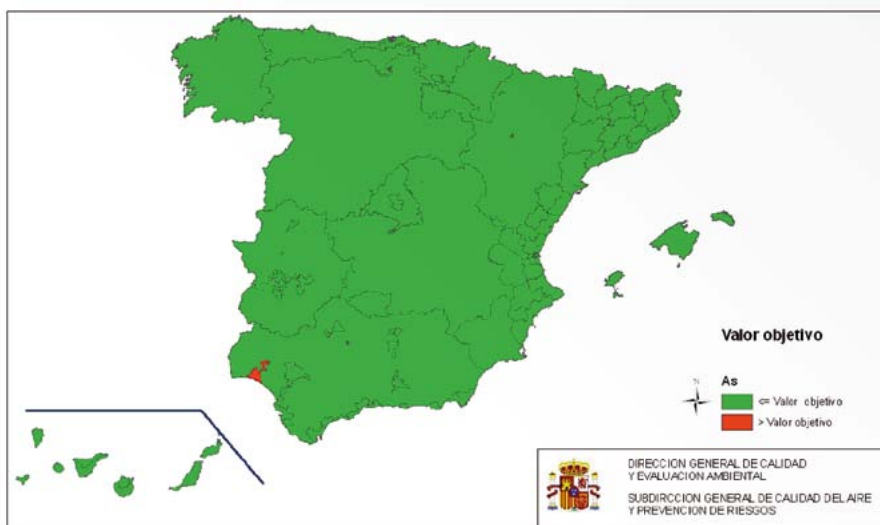 Valor objetivo
N
As
<= Valor objetivo
> Valor objetivo
DIRECCION GENERAL DE CALIDAD
Y EVALUACIÓN AMBIENTAL
SUBDIRCCION GENERAL DE CALIDAD DEL AIRE
Y PREVENCION DE RIESGOS